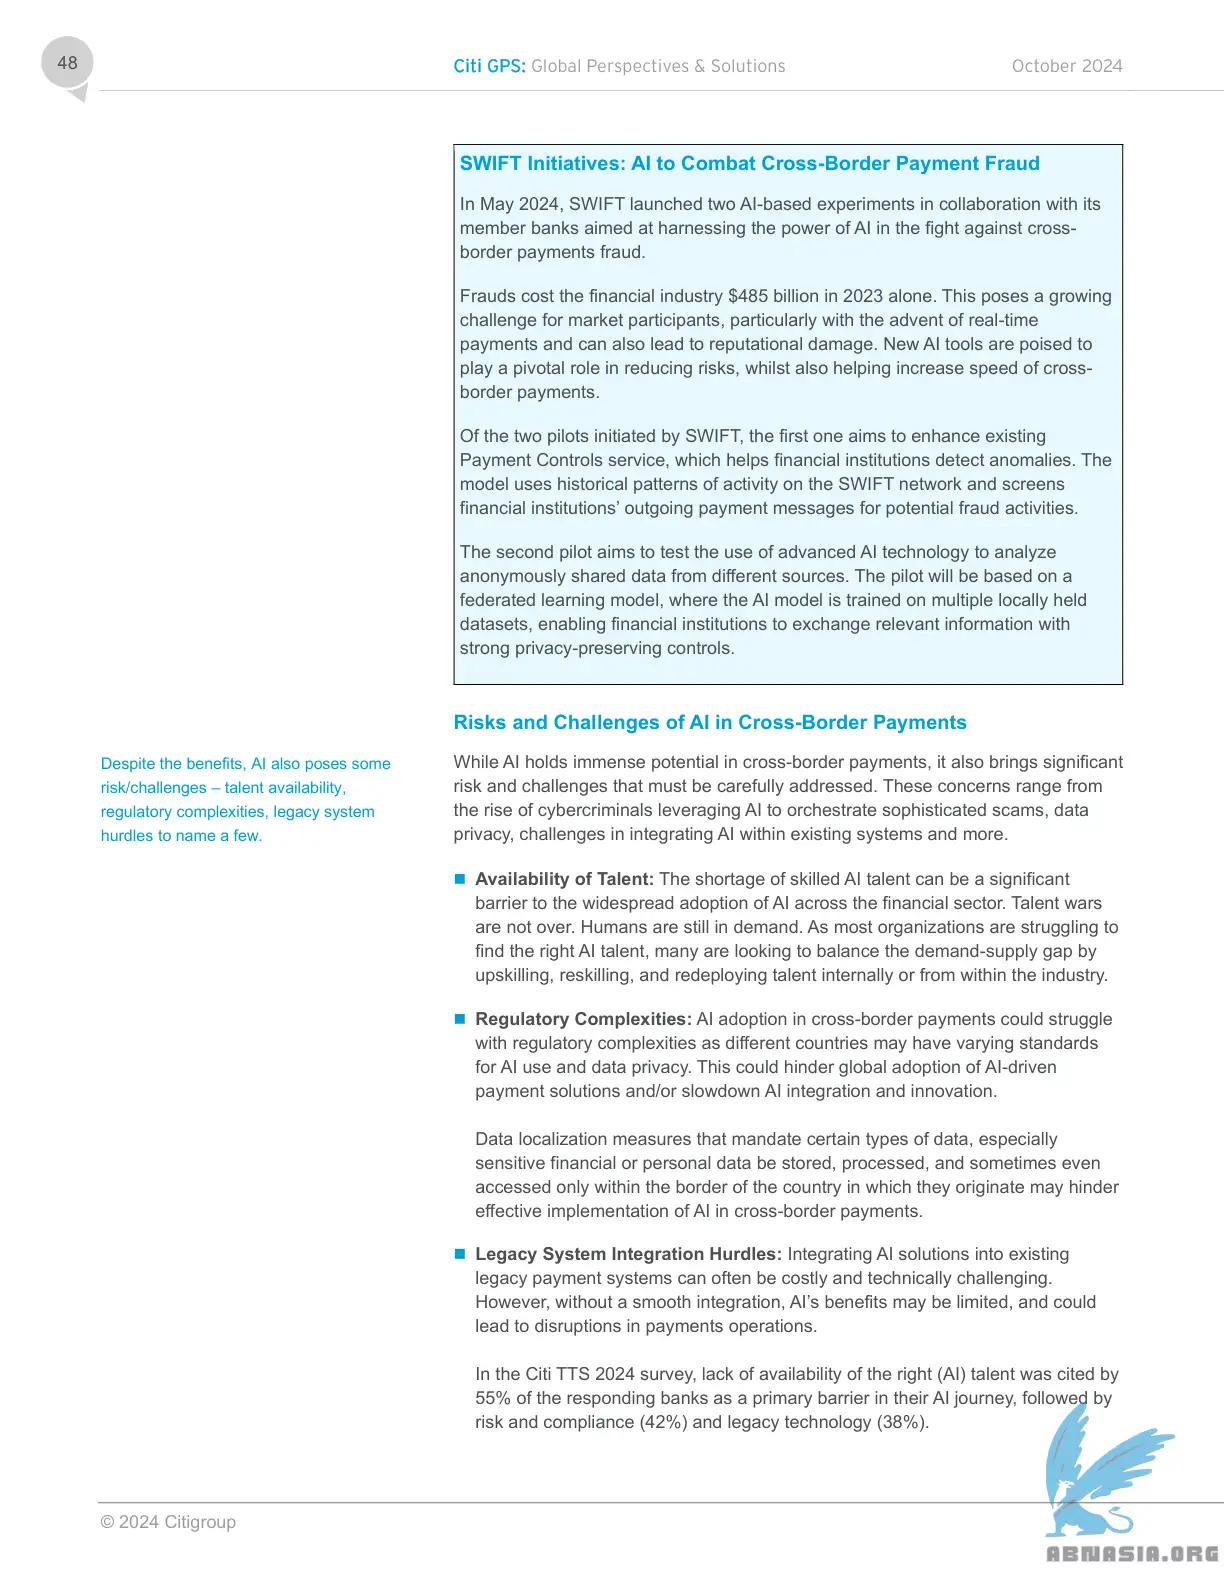 48
Citi GPS: Global Perspectives & Solutions
October 2024
SWIFT Initiatives: AI to Combat Cross-Border Payment Fraud
In May 2024, SWIFT launched two AI-based experiments in collaboration with its
member banks aimed at harnessing the power of AI in the fight against cross-
border payments fraud.
Frauds cost the financial industry $485 billion in 2023 alone. This poses a growing
challenge for market participants, particularly with the advent of real-time
payments and can also lead to reputational damage. New AI tools are poised to
play a pivotal role in reducing risks, whilst also helping increase speed of cross-
border payments.
Of the two pilots initiated by SWIFT, the first one aims to enhance existing
Payment Controls service, which helps financial institutions detect anomalies. The
model uses historical patterns of activity on the SWIFT network and screens
financial institutions’ outgoing payment messages for potential fraud activities.
The second pilot aims to test the use of advanced AI technology to analyze
anonymously shared data from different sources. The pilot will be based on a
federated learning model, where the AI model is trained on multiple locally held
datasets, enabling financial institutions to exchange relevant information with
strong privacy-preserving controls.
Risks and Challenges of AI in Cross-Border Payments
Despite the benefits, AI also poses some
risk/challenges – talent availability,
regulatory complexities, legacy system
hurdles to name a few.
While AI holds immense potential in cross-border payments, it also brings significant
risk and challenges that must be carefully addressed. These concerns range from
the rise of cybercriminals leveraging AI to orchestrate sophisticated scams, data
privacy, challenges in integrating AI within existing systems and more.
Availability of Talent: The shortage of skilled AI talent can be a significant
barrier to the widespread adoption of AI across the financial sector. Talent wars
are not over. Humans are still in demand. As most organizations are struggling to
find the right AI talent, many are looking to balance the demand-supply gap by
upskilling, reskilling, and redeploying talent internally or from within the industry.
Regulatory Complexities: AI adoption in cross-border payments could struggle
with regulatory complexities as different countries may have varying standards
for AI use and data privacy. This could hinder global adoption of AI-driven
payment solutions and/or slowdown AI integration and innovation.
Data localization measures that mandate certain types of data, especially
sensitive financial or personal data be stored, processed, and sometimes even
accessed only within the border of the country in which they originate may hinder
effective implementation of AI in cross-border payments.
Legacy System Integration Hurdles: Integrating AI solutions into existing
legacy payment systems can often be costly and technically challenging.
However, without a smooth integration, AI’s benefits may be limited, and could
lead to disruptions in payments operations.
In the Citi TTS 2024 survey, lack of availability of the right (AI) talent was cited by
55% of the responding banks as a primary barrier in their AI journey, followed by
risk and compliance (42%) and legacy technology (38%).
© 2024 Citigroup
ABNASIA.ORG